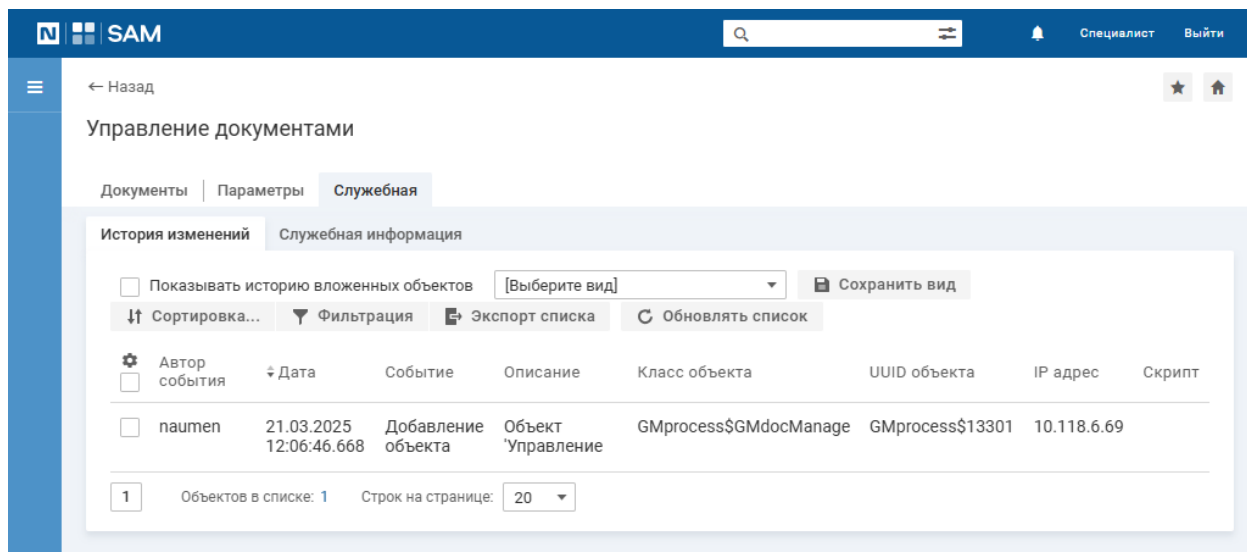 N SAM Специалист Выйти
← Назад
Управление документами
Документы Параметры Служебная
История изменений Служебная информация
Показывать историю вложенных объектов [Выберите вид] Сохранить вид
Сортировка... Фильтрация Экспорт списка Обновлять список
Автор события Дата Событие Описание Класс объекта UUID объекта IP адрес Скрипт
naumen 21.03.2025 12:06:46.668 Добавление объекта Объект 'Управление GMprocess$GMdocManage GMprocess$13301 10.118.6.69
1 Объектов в списке: 1 Строк на странице: 20